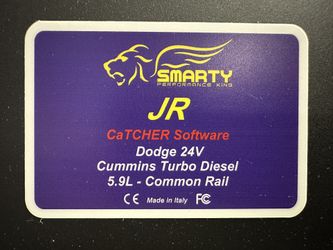 SMARTY
PERFORMANCE KING
JR
CaTCHER Software
Dodge 24V
Cummins Turbo Diesel
5.9L - Common Rail
CE Made in Italy FC